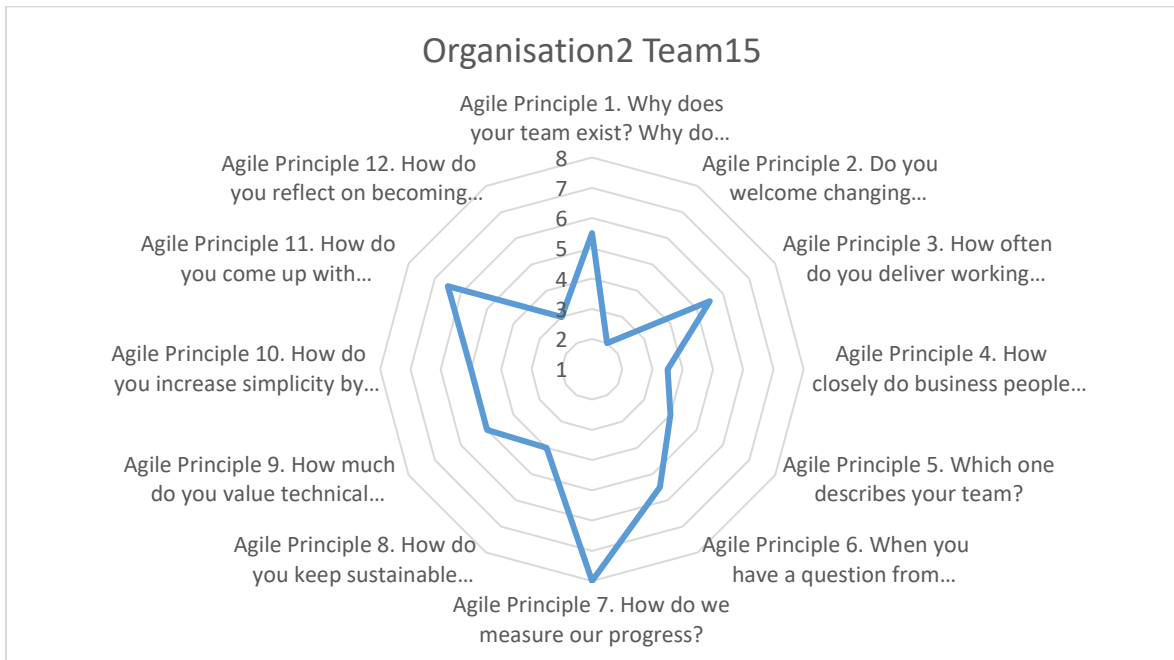 Organisation2 Team15
Agile Principle 1. Why does
your team exist? Why do...
Agile Principle 2. Do you
welcome changing...
Agile Principle 3. How often
do you deliver working...
Agile Principle 4. How
closely do business people...
Agile Principle 5. Which one
describes your team?
Agile Principle 6. When you
have a question from...
Agile Principle 7. How do we
measure our progress?
Agile Principle 8. How do
you keep sustainable...
Agile Principle 9. How much
do you value technical...
Agile Principle 10. How do
you increase simplicity by...
Agile Principle 11. How do
you come up with...
Agile Principle 12. How do
you reflect on becoming...
8
7
6
5
4
3
2
1